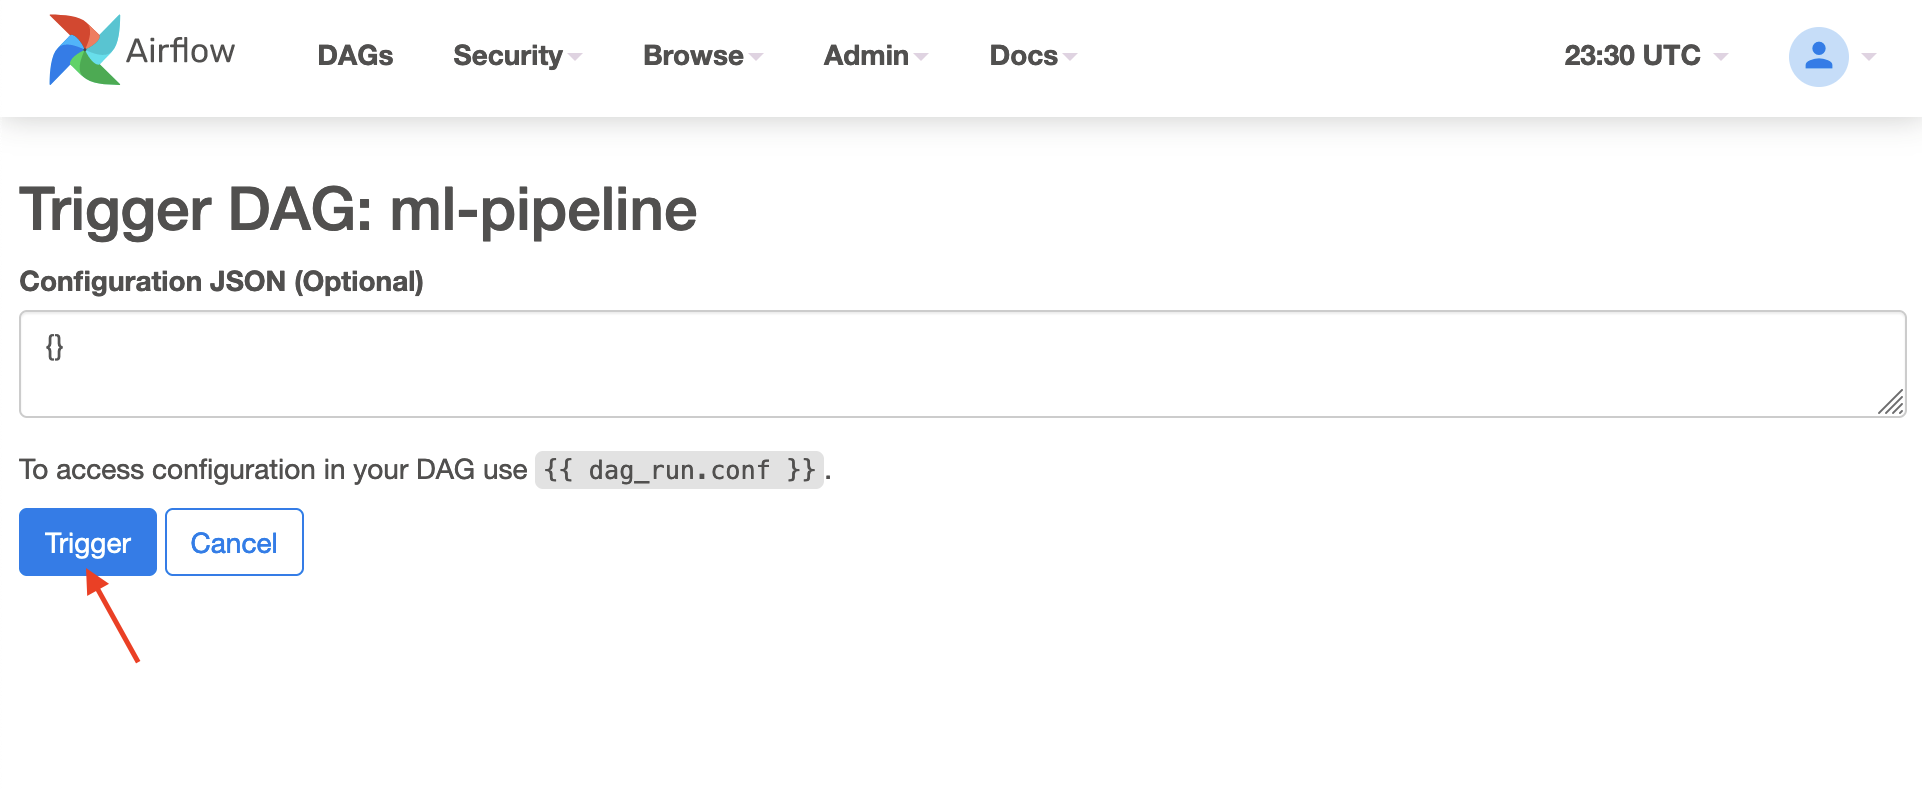 Airflow DAGs Security Browse Admin Docs 23:30 UTC
Trigger DAG: ml-pipeline
Configuration JSON (Optional)
{}
To access configuration in your DAG use {{ dag_run.conf }}.
Trigger Cancel